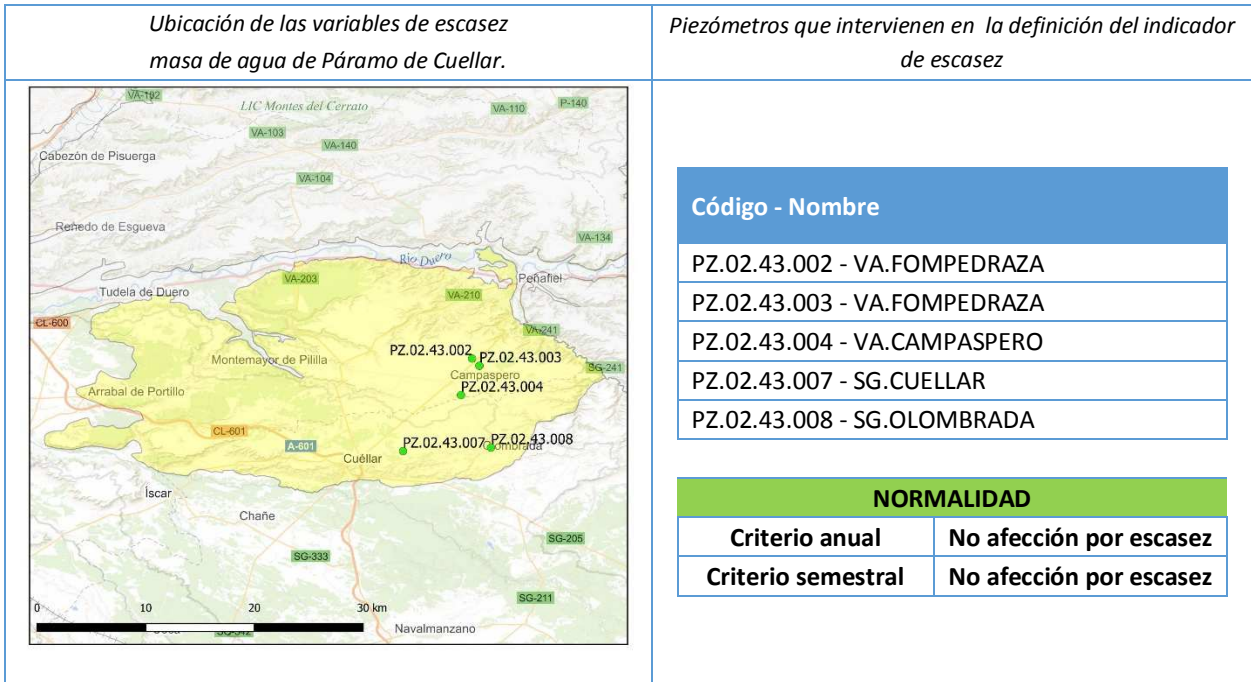 Ubicación de las variables de escasez
masa de agua de Páramo de Cuellar.
Piezómetros que intervienen en la definición del indicador
de escasez
VA-192
LIC Montes del Cerrato
VA-110
P-140
VA-103
VA-140
Cabezón de Pisuerga
VA-104
Renedo de Esgueva
VA-134
Río Duero
VA-203
Peñafiel
Tudela de Duero
VA-210
CL-600
VA-241
PZ.02.43.002
PZ.02.43.003
Montemayor de Pililla
Campaspero
SG-241
PZ.02.43.004
Arrabal de Portillo
CL-601
A-601
PZ.02.43.007
PZ.02.43.008
Cuéllar
Íscar
Chañe
SG-205
SG-333
SG-211
0 10 20 30 km
Navalmanzano
SG-342
Código - Nombre
PZ.02.43.002 - VA.FOMPEDRAZA
PZ.02.43.003 - VA.FOMPEDRAZA
PZ.02.43.004 - VA.CAMPASPERO
PZ.02.43.007 - SG.CUELLAR
PZ.02.43.008 - SG.OLOMBRADA
NORMALIDAD
Criterio anual No afección por escasez
Criterio semestral No afección por escasez